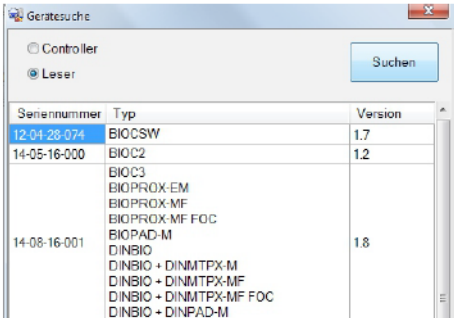 Gerätesuche
Controller
Leser
Suchen
Seriennummer Typ Version
12-04-28-074 BIOCSW 1.7
14-05-16-000 BIOC2 1.2
BIOC3
BIOPROX-EM
BIOPROX-MF
BIOPROX-MF FOC
BIOPAD-M
14-08-16-001 DINBIO 1.8
DINBIO + DINMTPX-M
DINBIO + DINMTPX-MF
DINBIO + DINMTPX-MF FOC
DINBIO + DINPAD-M